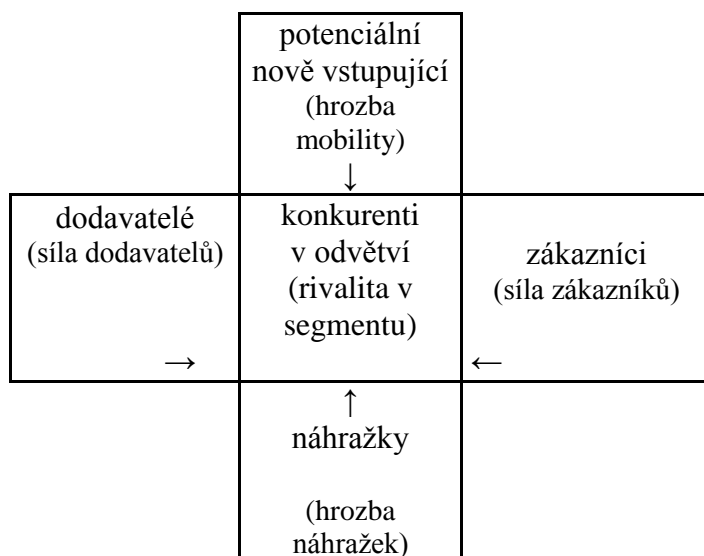 potenciální
nově vstupující
(hrozba
mobility)
↓
dodavatelé
(síla dodavatelů)
→
konkurenti
v odvětví
(rivalita v
segmentu)
zákazníci
(síla zákazníků)
←
↑
náhražky
(hrozba
náhražek)